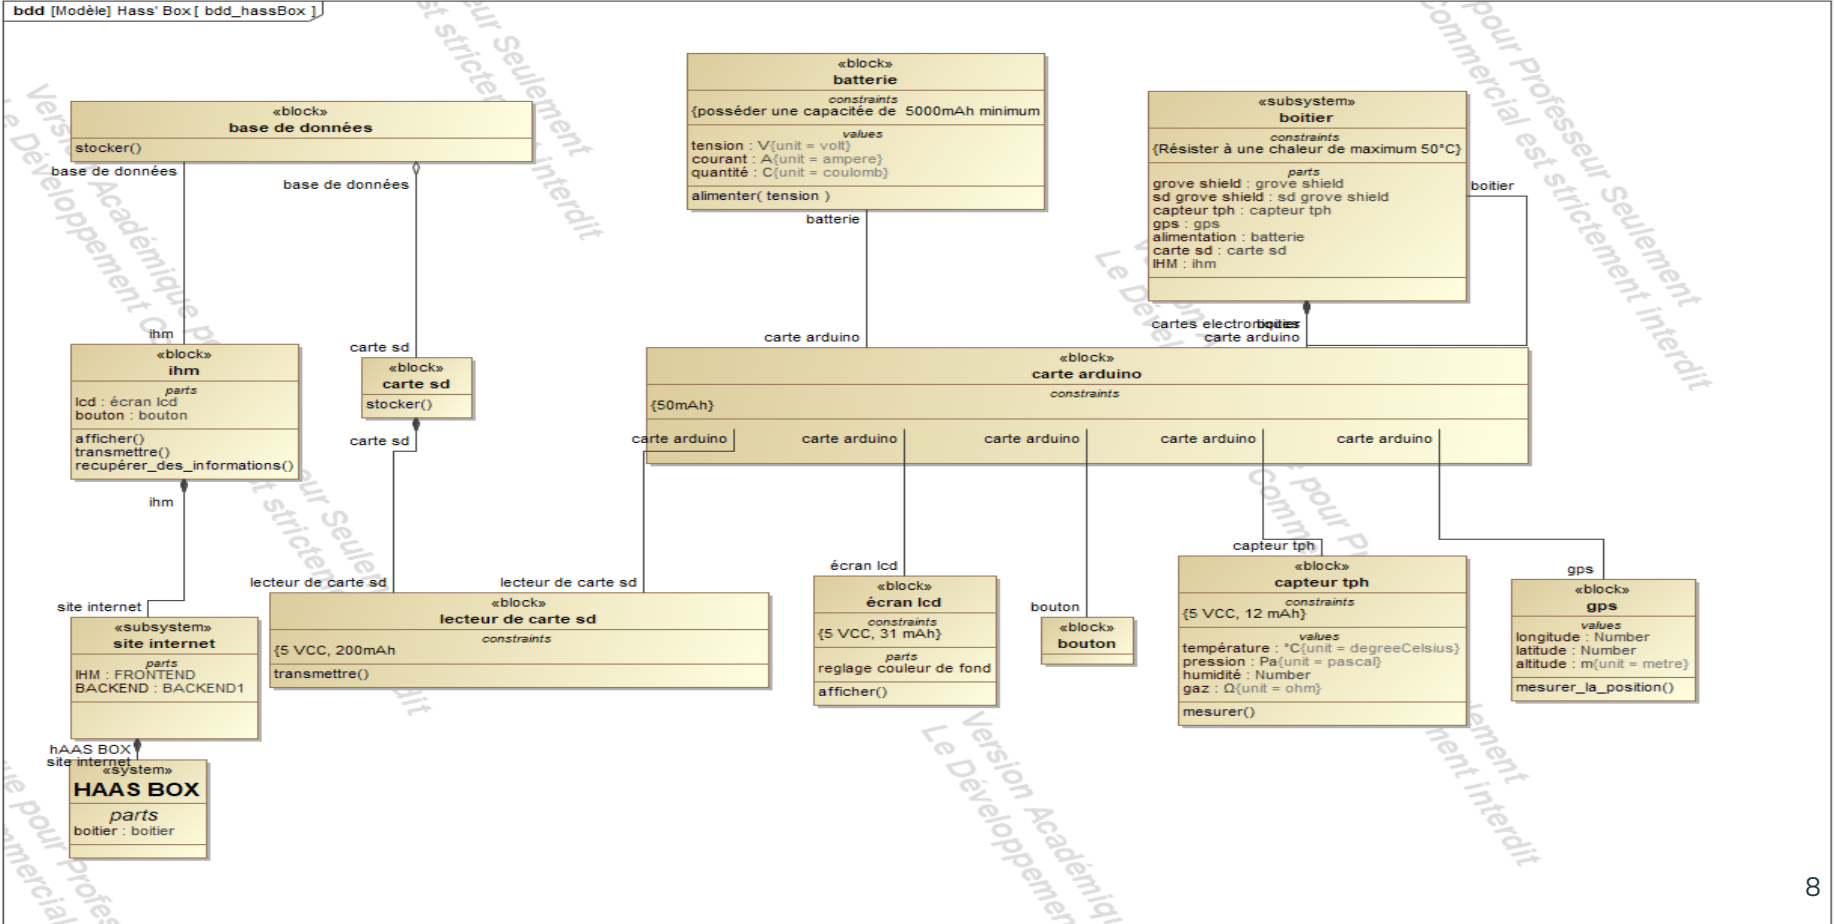 bdd [Modèle] Hass' Box [ bdd_hassBox ]
«block»
base de données
stocker()
base de données
base de données
«block»
batterie
constraints
{posséder une capacitée de 5000mAh minimum
values
tension : V{unit = volt}
courant : A{unit = ampere}
quantité : C{unit = coulomb}
alimenter( tension )
batterie
«subsystem»
boitier
constraints
{Résister à une chaleur de maximum 50°C}
parts
grove shield : grove shield
sd grove shield : sd grove shield
capteur tph : capteur tph
gps : gps
alimentation : batterie
carte sd : carte sd
IHM : ihm
boitier
ihm
«block»
ihm
parts
lcd : écran lcd
bouton : bouton
afficher()
transmettre()
recupérer_des_informations()
ihm
carte sd
«block»
carte sd
stocker()
carte sd
carte arduino
cartes electroniques
boitier
carte arduino
«block»
carte arduino
constraints
{50mAh}
carte arduino
carte arduino
carte arduino
carte arduino
carte arduino
site internet
«subsystem»
site internet
parts
IHM : FRONTEND
BACKEND : BACKEND1
hAAS BOX
site internet
«system»
HAAS BOX
parts
boitier : boitier
lecteur de carte sd
lecteur de carte sd
«block»
lecteur de carte sd
constraints
{5 VCC, 200mAh
transmettre()
écran lcd
«block»
écran lcd
constraints
{5 VCC, 31 mAh}
parts
reglage couleur de fond
afficher()
bouton
«block»
bouton
capteur tph
«block»
capteur tph
constraints
{5 VCC, 12 mAh}
values
température : °C{unit = degreeCelsius}
pression : Pa{unit = pascal}
humidité : Number
gaz : Ω{unit = ohm}
mesurer()
gps
«block»
gps
values
longitude : Number
latitude : Number
altitude : m{unit = metre}
mesurer_la_position()
8